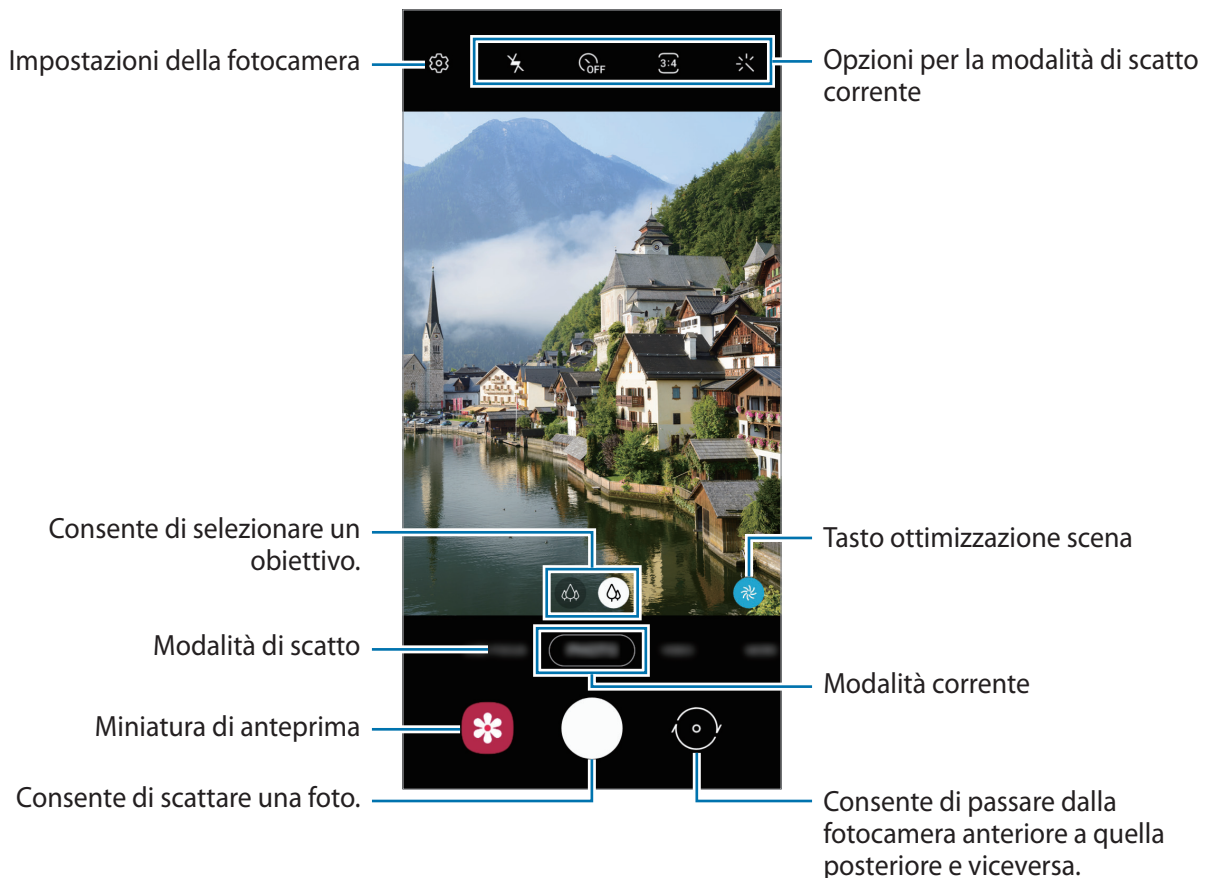 Impostazioni della fotocamera
OFF
3:4
Opzioni per la modalità di scatto
corrente
Consente di selezionare un
obiettivo.
Tasto ottimizzazione scena
Modalità di scatto
PHOTO
Modalità corrente
Miniatura di anteprima
Consente di scattare una foto.
Consente di passare dalla
fotocamera anteriore a quella
posteriore e viceversa.